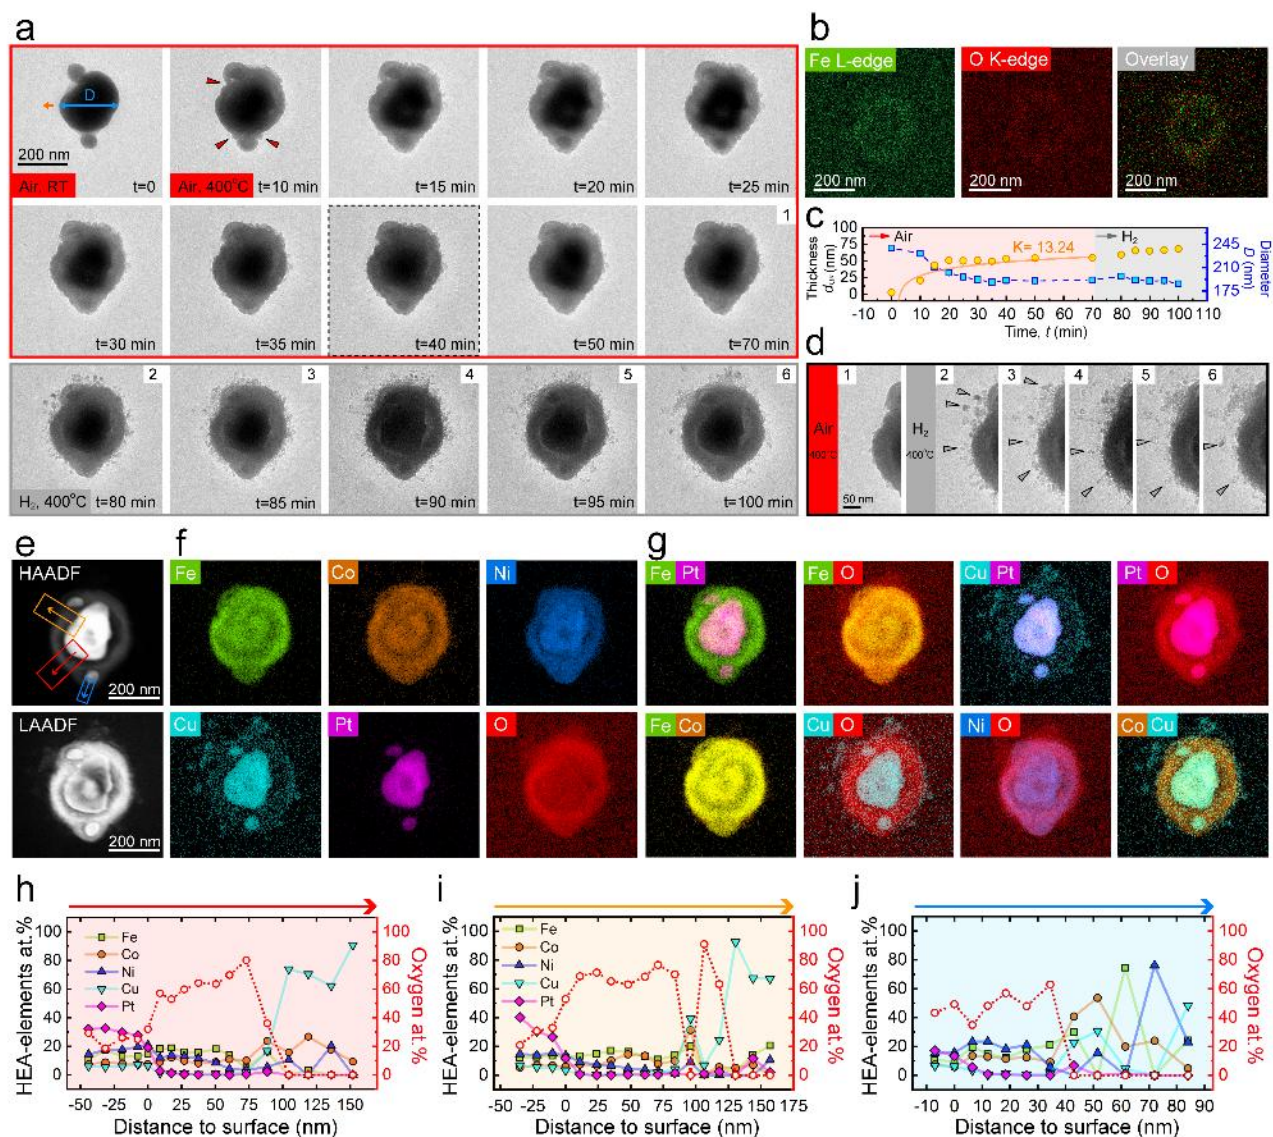 a
D
200 nm
Air, RT
t=0
Air, 400°C
t=10 min
t=15 min
t=20 min
t=25 min
t=30 min
t=35 min
t=40 min
t=50 min
1
t=70 min
2
H₂, 400°C
t=80 min
3
t=85 min
4
t=90 min
5
t=95 min
6
t=100 min
b
Fe L-edge
200 nm
O K-edge
200 nm
Overlay
200 nm
c
Air
H₂
K= 13.24
Thickness
(nm)
100
75
50
25
0
245
210
175
Diameter
D (nm)
-10 0 10 20 30 40 50 60 70 80 90 100 110
Time, t (min)
d
Air
400°C
1
50 nm
H₂
400°C
2
3
4
5
6
e
HAADF
200 nm
LAADF
200 nm
f
Fe
Co
Ni
Cu
Pt
O
g
Fe Pt
Fe O
Cu Pt
Pt O
Fe Co
Cu O
Ni O
Co Cu
h
HEA-elements at.%
100
80
60
40
20
0
Fe
Co
Ni
Cu
Pt
100
80
60
40
20
0
Oxygen at.%
-50 -25 0 25 50 75 100 125 150
Distance to surface (nm)
i
HEA-elements at.%
100
80
60
40
20
0
Fe
Co
Ni
Cu
Pt
100
80
60
40
20
0
Oxygen at.%
-50 -25 0 25 50 75 100 125 150 175
Distance to surface (nm)
j
HEA-elements at.%
100
80
60
40
20
0
100
80
60
40
20
0
Oxygen at.%
-10 0 10 20 30 40 50 60 70 80 90
Distance to surface (nm)